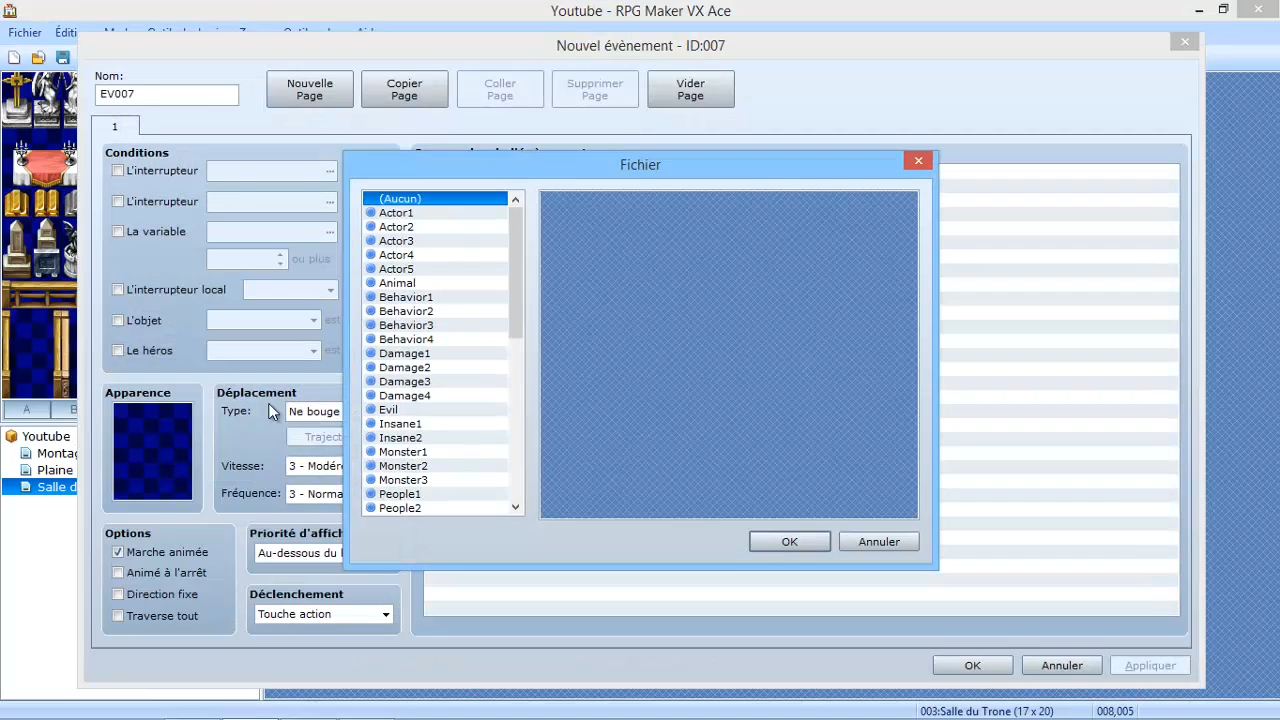 Youtube - RPG Maker VX Ace
Fichier
Nouvel évènement - ID:007
Nom:
EV007
Nouvelle Page
Copier Page
Coller Page
Supprimer Page
Vider Page
1
Conditions
L'interrupteur ...
L'interrupteur ...
La variable ...
ou plus
L'interrupteur local
L'objet
Le héros
Apparence
Déplacement
Type: Ne bouge
Traject
Vitesse: 3 - Modéré
Fréquence: 3 - Norma
Options
Marche animée
Animé à l'arrêt
Direction fixe
Traverse tout
Priorité d'affich
Au-dessous du
Déclenchement
Touche action
Fichier
(Aucun)
Actor1
Actor2
Actor3
Actor4
Actor5
Animal
Behavior1
Behavior2
Behavior3
Behavior4
Damage1
Damage2
Damage3
Damage4
Evil
Insane1
Insane2
Monster1
Monster2
Monster3
People1
People2
OK
Annuler
OK
Annuler
Appliquer
A
B
Youtube
Plaine
Salle d
003:Salle du Trone (17 x 20)
008,005